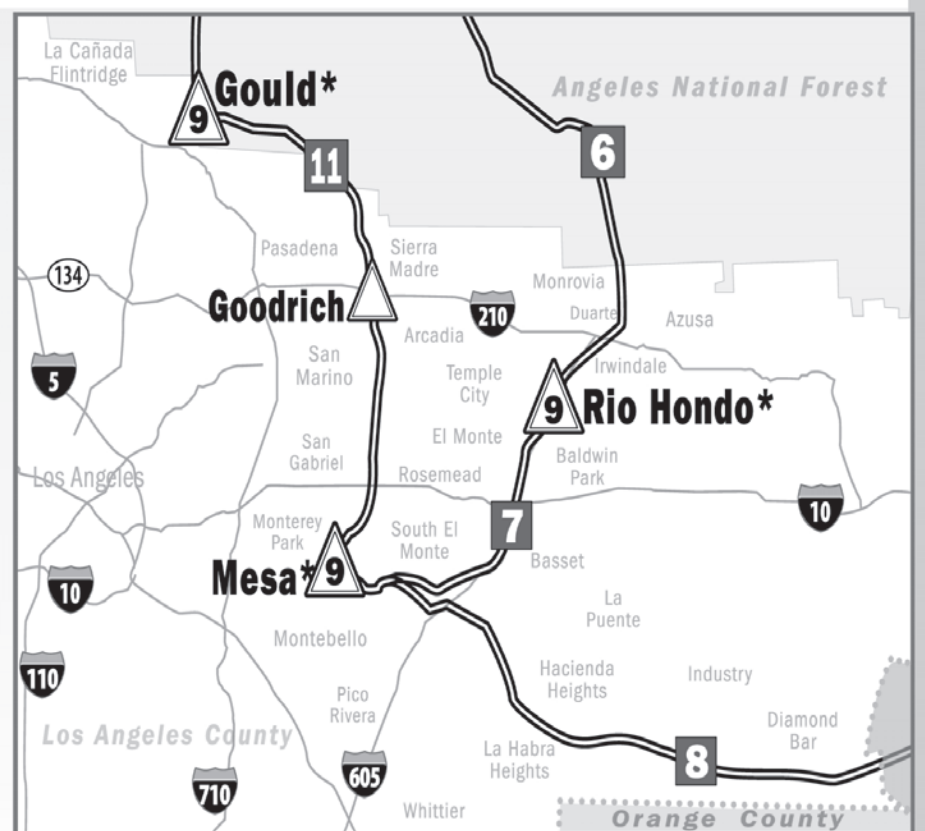 La Cañada
Flintridge
Gould*
9
Angeles National Forest
11
6
Pasadena
Sierra
Madre
134
Monrovia
Goodrich
210
Duarte
Azusa
Arcadia
5
San
Marino
Temple
City
Irwindale
9
Rio Hondo*
San
Gabriel
El Monte
Baldwin
Park
Los Angeles
Rosemead
10
Monterey
Park
South El
Monte
7
Basset
Mesa*
9
10
La
Puente
Montebello
110
Hacienda
Heights
Industry
Pico
Rivera
Los Angeles County
Diamond
Bar
La Habra
Heights
8
710
605
Whittier
Orange County